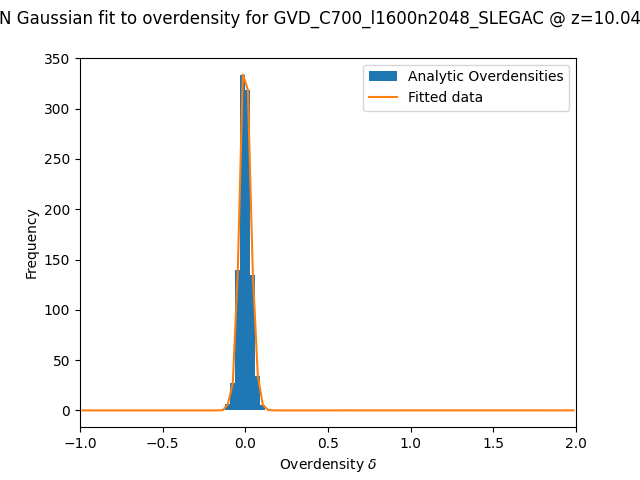 N Gaussian fit to overdensity for GVD_C700_l1600n2048_SLEGAC @ z=10.04
Analytic Overdensities
Fitted data
Frequency
350
300
250
200
150
100
50
0
−1.0 −0.5 0.0 0.5 1.0 1.5 2.0
Overdensity δ